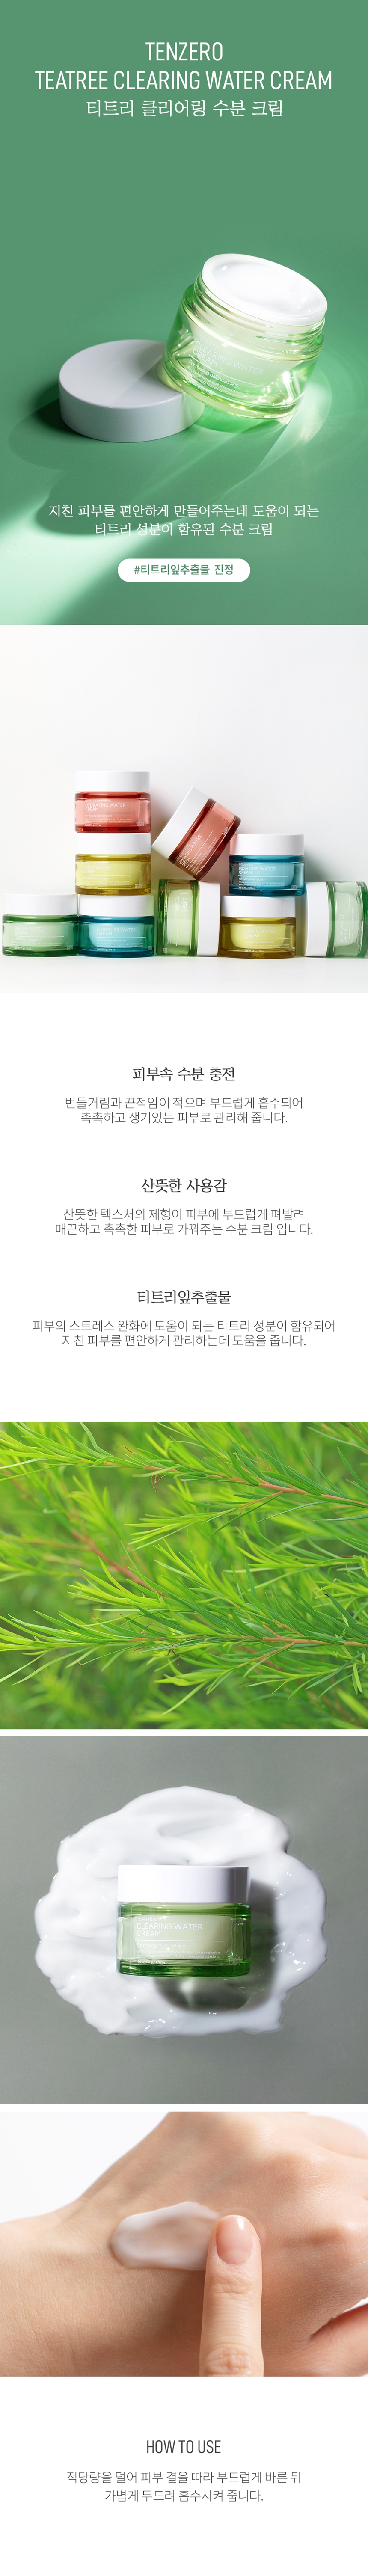 TENZERO
TEATREE CLEARING WATER CREAM
티트리 클리어링 수분 크림
CLEARING WATER
CREAM
지친 피부를 편안하게 만들어주는데 도움이 되는
티트리 성분이 함유된 수분 크림
#티트리잎추출물 진정
피부속 수분 충전
번들거림과 끈적임이 적으며 부드럽게 흡수되어
촉촉하고 생기있는 피부로 관리해 줍니다.
산뜻한 사용감
산뜻한 텍스처의 제형이 피부에 부드럽게 펴발려
매끈하고 촉촉한 피부로 가꿔주는 수분 크림 입니다.
티트리잎추출물
피부의 스트레스 완화에 도움이 되는 티트리 성분이 함유되어
지친 피부를 편안하게 관리하는데 도움을 줍니다.
CLEARING WATER
CREAM
HOW TO USE
적당량을 덜어 피부 결을 따라 부드럽게 바른 뒤
가볍게 두드려 흡수시켜 줍니다.